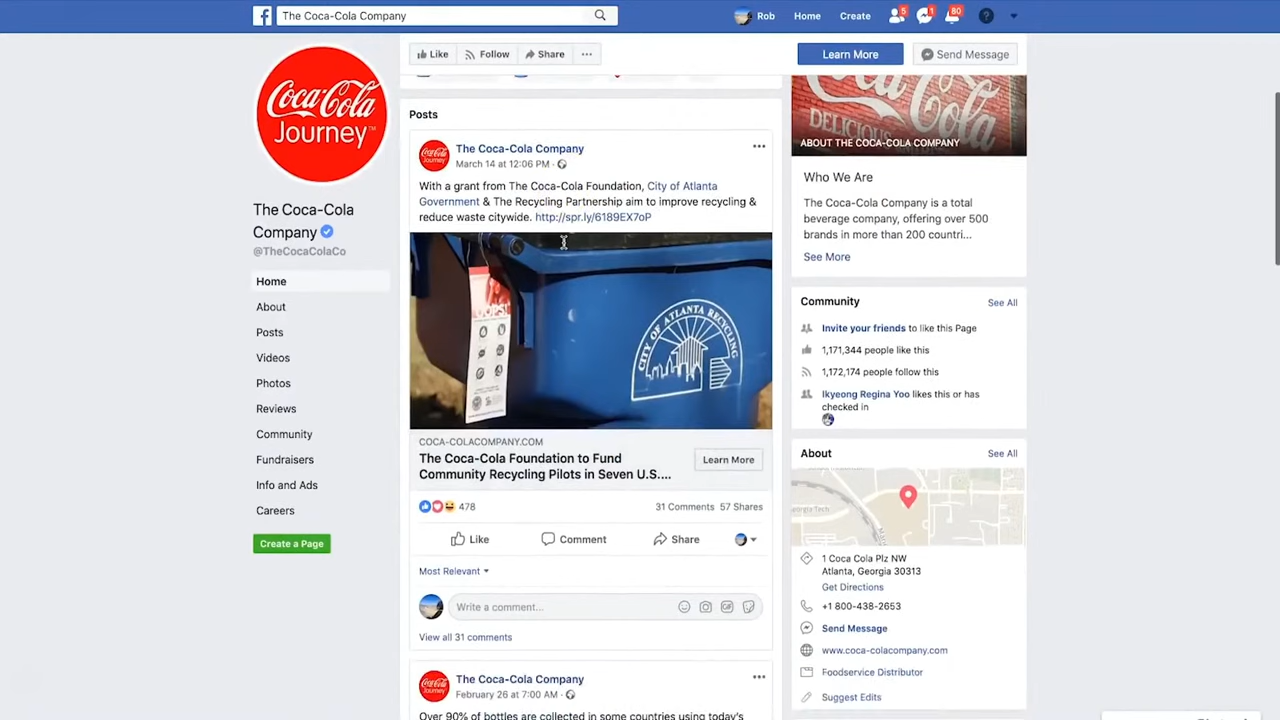 The Coca-Cola Company
Rob
Home
Create
5
1
80
?
Like
Follow
Share
Learn More
Send Message
Coca-Cola
Journey™
The Coca-Cola
Company
@TheCocaColaCo
Home
About
Posts
Videos
Photos
Reviews
Community
Fundraisers
Info and Ads
Careers
Create a Page
Posts
The Coca-Cola Company
March 14 at 12:06 PM ·
With a grant from The Coca-Cola Foundation, City of Atlanta
Government & The Recycling Partnership aim to improve recycling &
reduce waste citywide. http://spr.ly/6189EX7oP
OOPS!
CITY OF ATLANTA RECYCLING
COCA-COLACOMPANY.COM
The Coca-Cola Foundation to Fund
Community Recycling Pilots in Seven U.S....
Learn More
478
31 Comments 57 Shares
Like
Comment
Share
Most Relevant
Write a comment...
GIF
View all 31 comments
The Coca-Cola Company
February 26 at 7:00 AM ·
Over 90% of bottles are collected in some countries using today's
Coca-Cola
DELICIOUS
ABOUT THE COCA-COLA COMPANY
Who We Are
The Coca-Cola Company is a total
beverage company, offering over 500
brands in more than 200 countri...
See More
Community
See All
Invite your friends to like this Page
1,171,344 people like this
1,172,174 people follow this
Ikyeong Regina Yoo likes this or has
checked in
About
See All
eorgia Tech
1 Coca Cola Plz NW
Atlanta, Georgia 30313
Get Directions
+1 800-438-2653
Send Message
www.coca-colacompany.com
Foodservice Distributor
Suggest Edits